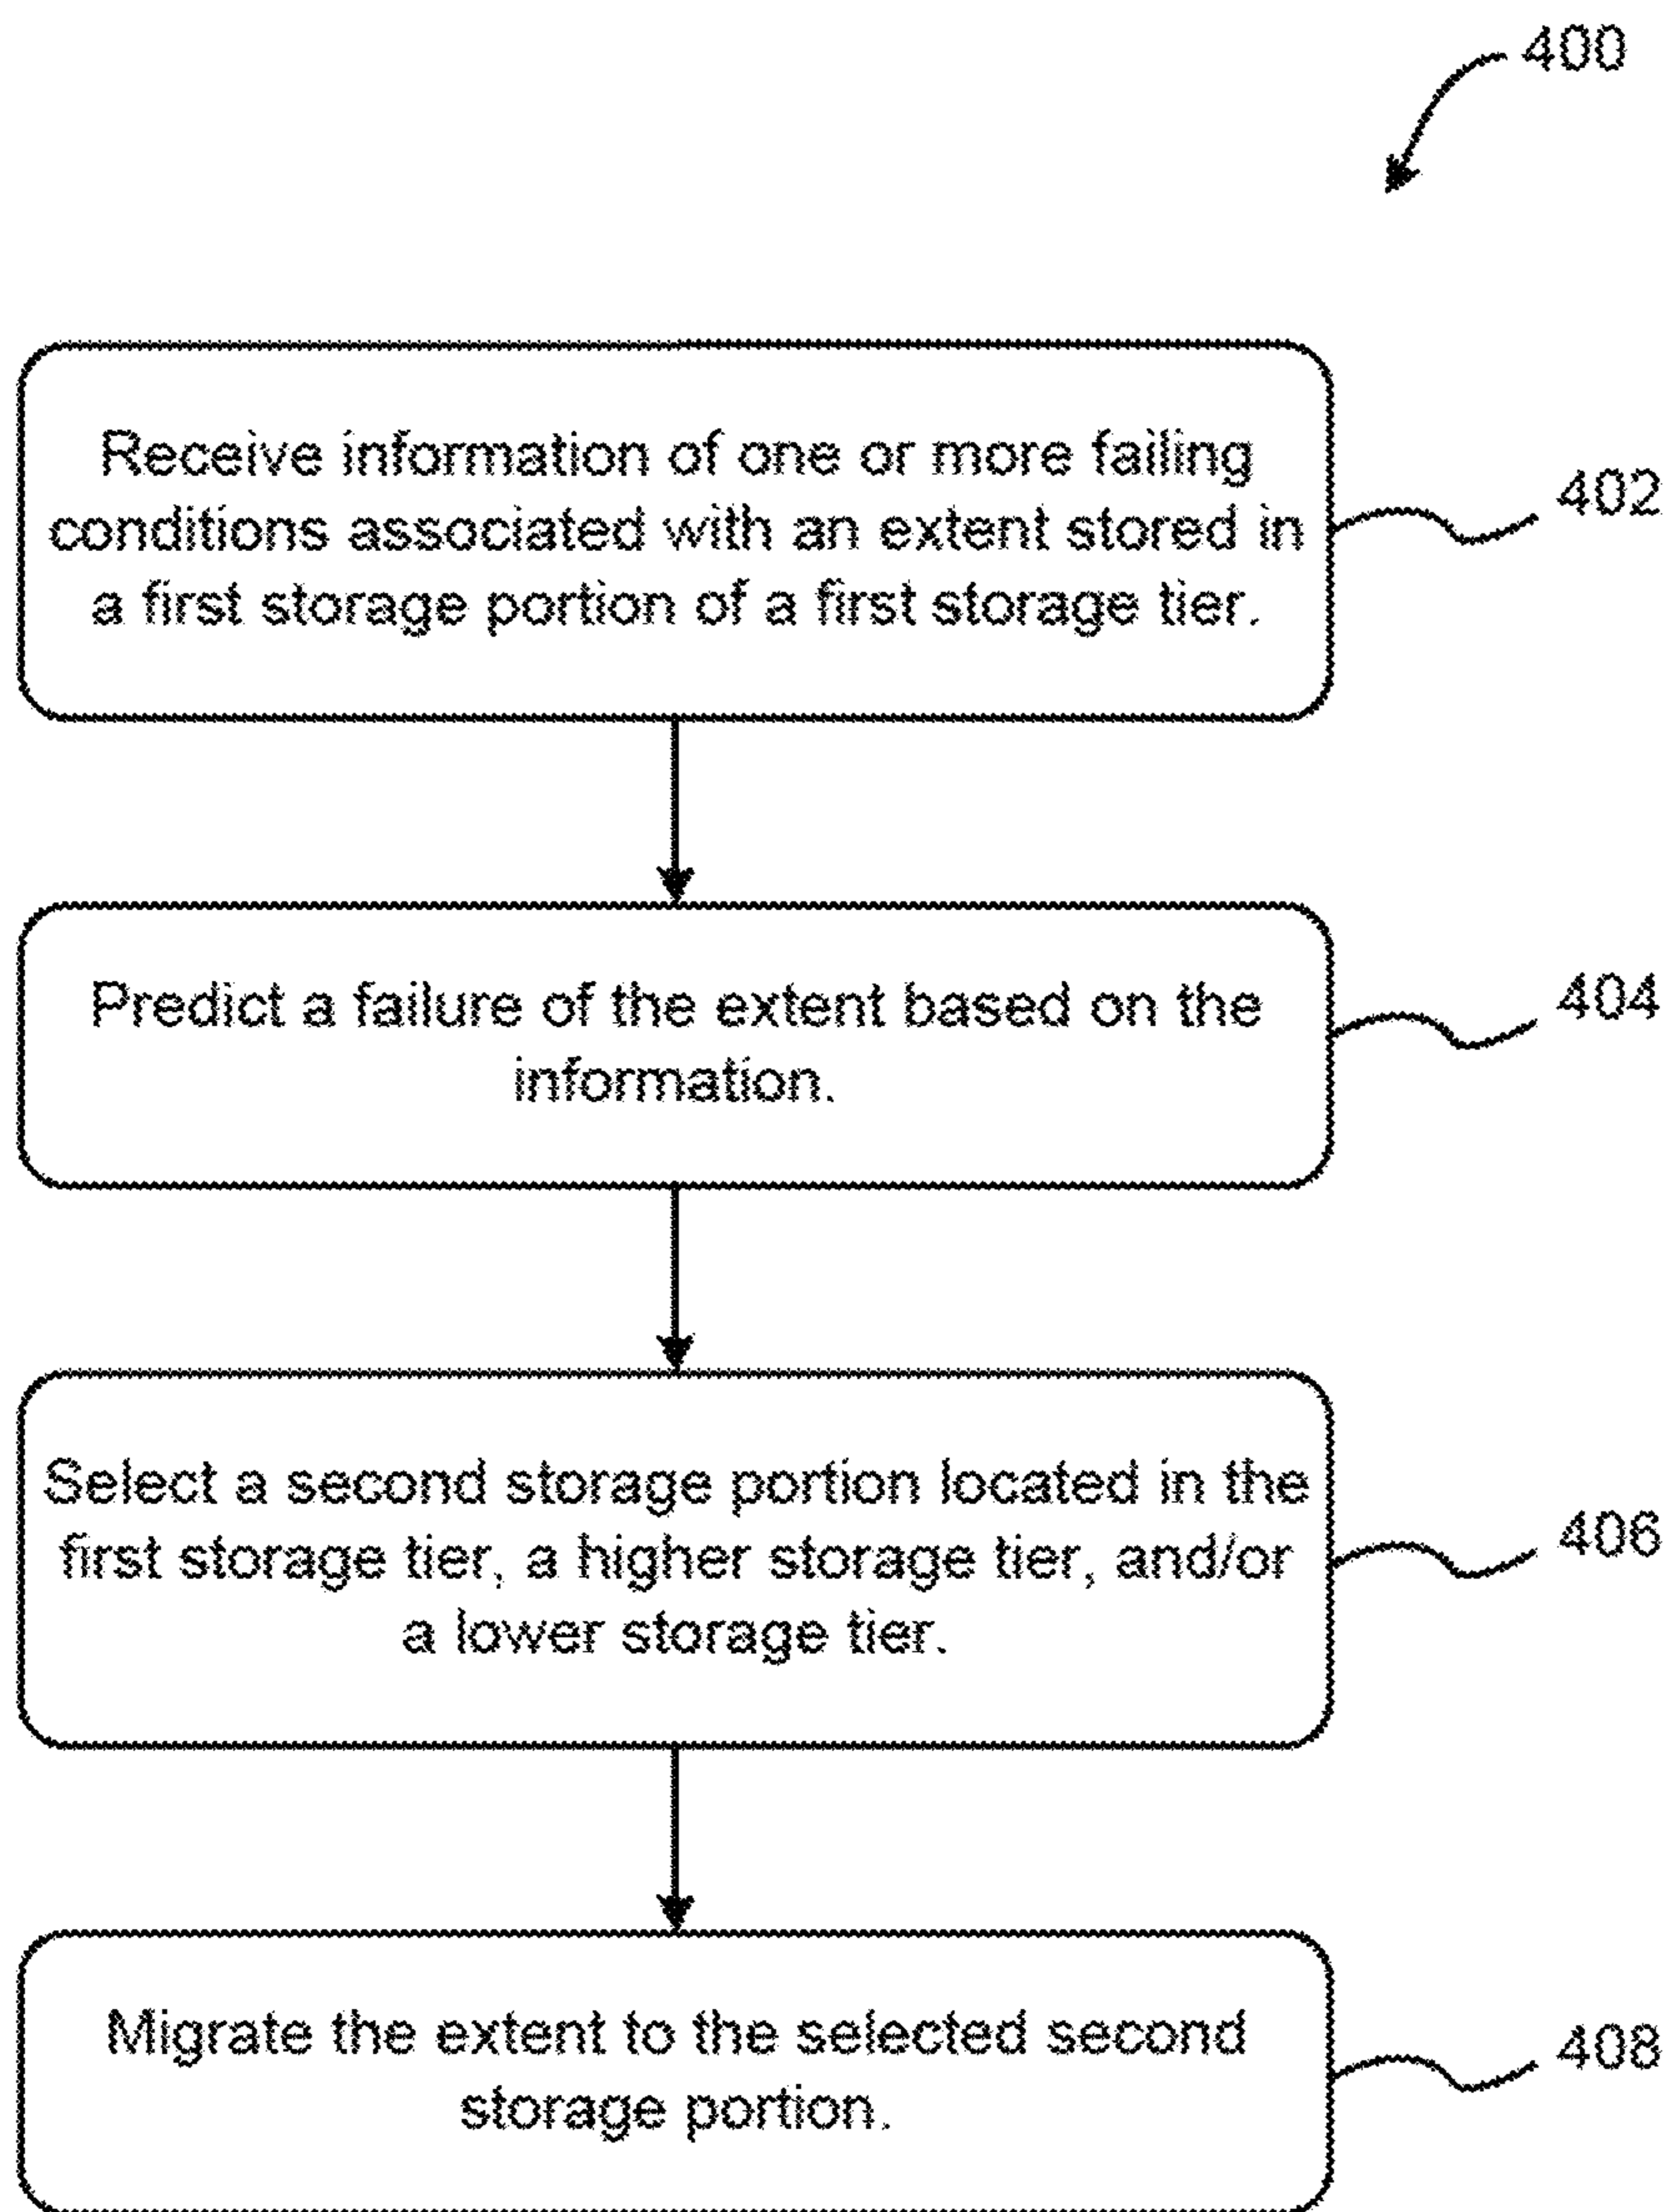 400
Receive information of one or more failing
conditions associated with an extent stored in
a first storage portion of a first storage tier.
402
Predict a failure of the extent based on the
information.
404
Select a second storage portion located in the
first storage tier, a higher storage tier, and/or
a lower storage tier.
406
Migrate the extent to the selected second
storage portion.
408